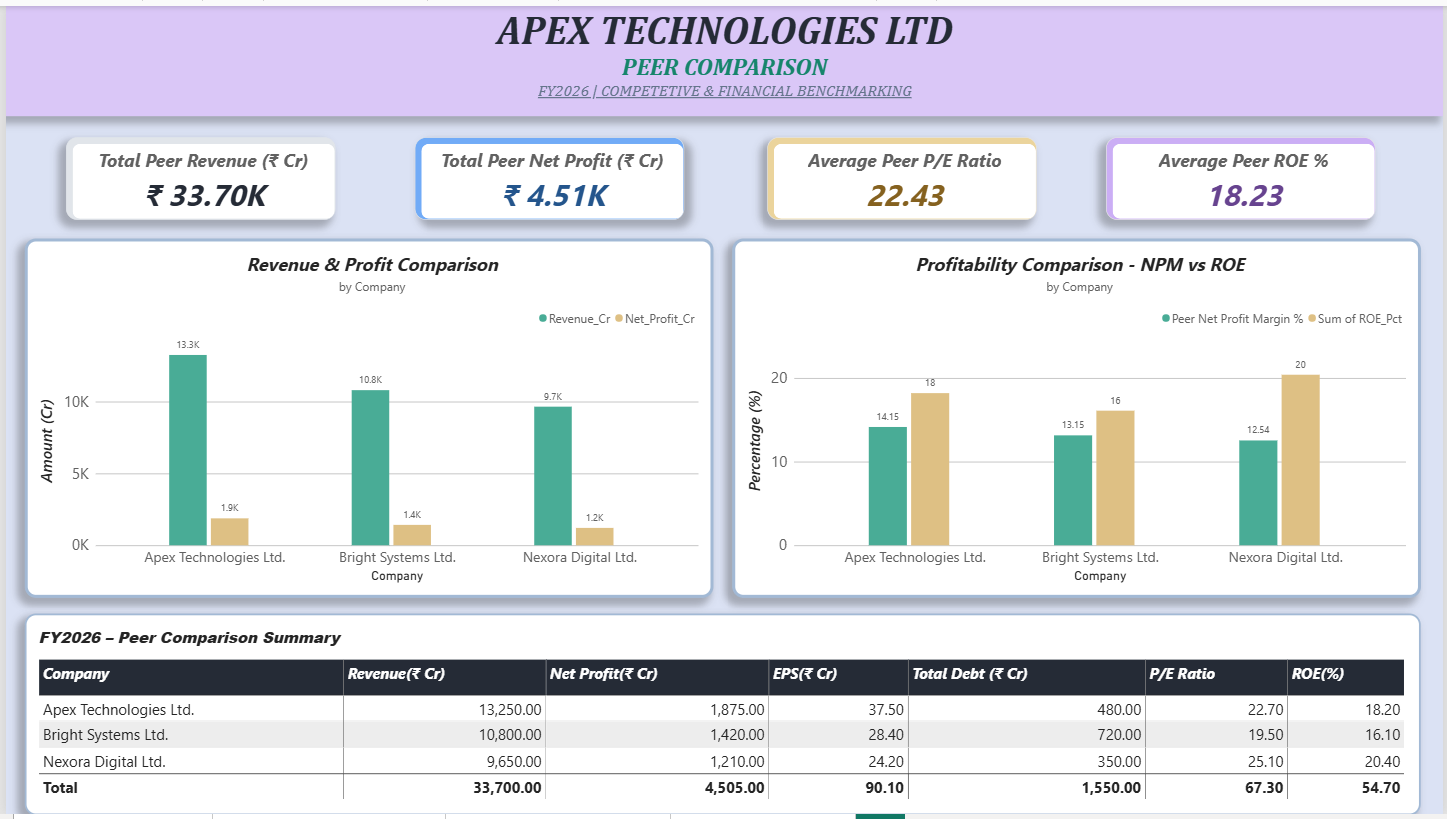 APEX TECHNOLOGIES LTD
PEER COMPARISON
FY2026 | COMPETETIVE & FINANCIAL BENCHMARKING
Total Peer Revenue (₹ Cr)
₹ 33.70K
Total Peer Net Profit (₹ Cr)
₹ 4.51K
Average Peer P/E Ratio
22.43
Average Peer ROE %
18.23
Revenue & Profit Comparison
by Company
Revenue_Cr Net_Profit_Cr
Amount (Cr)
10K
5K
0K
13.3K
1.9K
10.8K
1.4K
9.7K
1.2K
Apex Technologies Ltd. Bright Systems Ltd. Nexora Digital Ltd.
Company
Profitability Comparison - NPM vs ROE
by Company
Peer Net Profit Margin % Sum of ROE_Pct
Percentage (%)
20
10
0
14.15
18
13.15
16
12.54
20
Apex Technologies Ltd. Bright Systems Ltd. Nexora Digital Ltd.
Company
FY2026 – Peer Comparison Summary
Company Revenue(₹ Cr) Net Profit(₹ Cr) EPS(₹ Cr) Total Debt (₹ Cr) P/E Ratio ROE(%)
Apex Technologies Ltd. 13,250.00 1,875.00 37.50 480.00 22.70 18.20
Bright Systems Ltd. 10,800.00 1,420.00 28.40 720.00 19.50 16.10
Nexora Digital Ltd. 9,650.00 1,210.00 24.20 350.00 25.10 20.40
Total 33,700.00 4,505.00 90.10 1,550.00 67.30 54.70